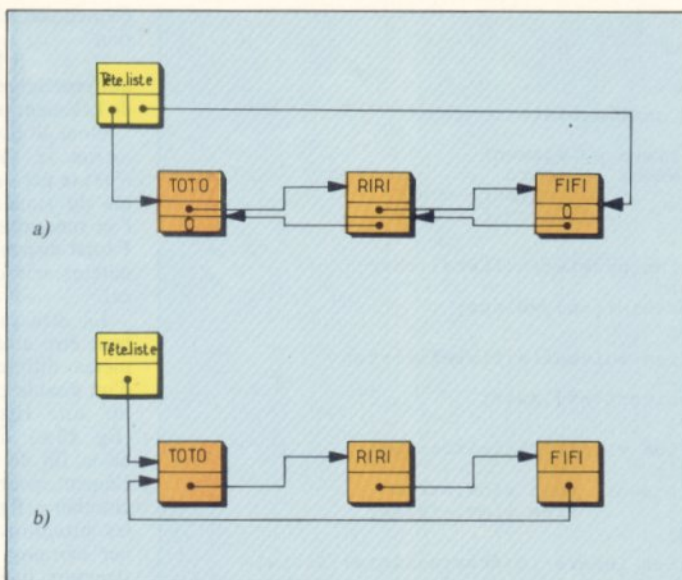 Tête.liste
TOTO
RIRI
FIFI
0
0
a)
Tête.liste
TOTO
RIRI
FIFI
b)